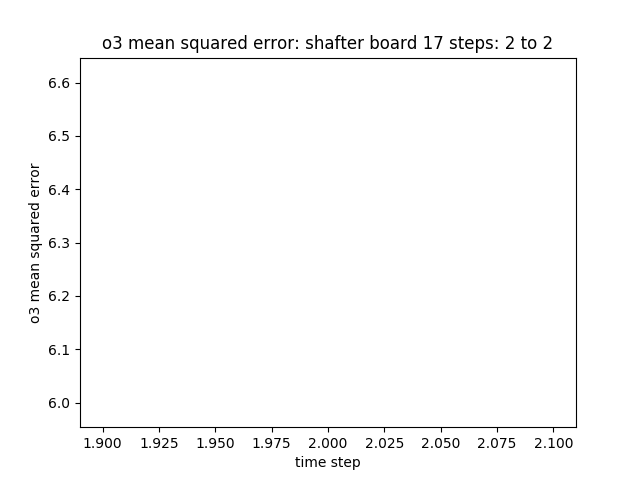 o3 mean squared error: shafter board 17 steps: 2 to 2
6.6
6.5
6.4
6.3
6.2
6.1
6.0
o3 mean squared error
1.900 1.925 1.950 1.975 2.000 2.025 2.050 2.075 2.100
time step